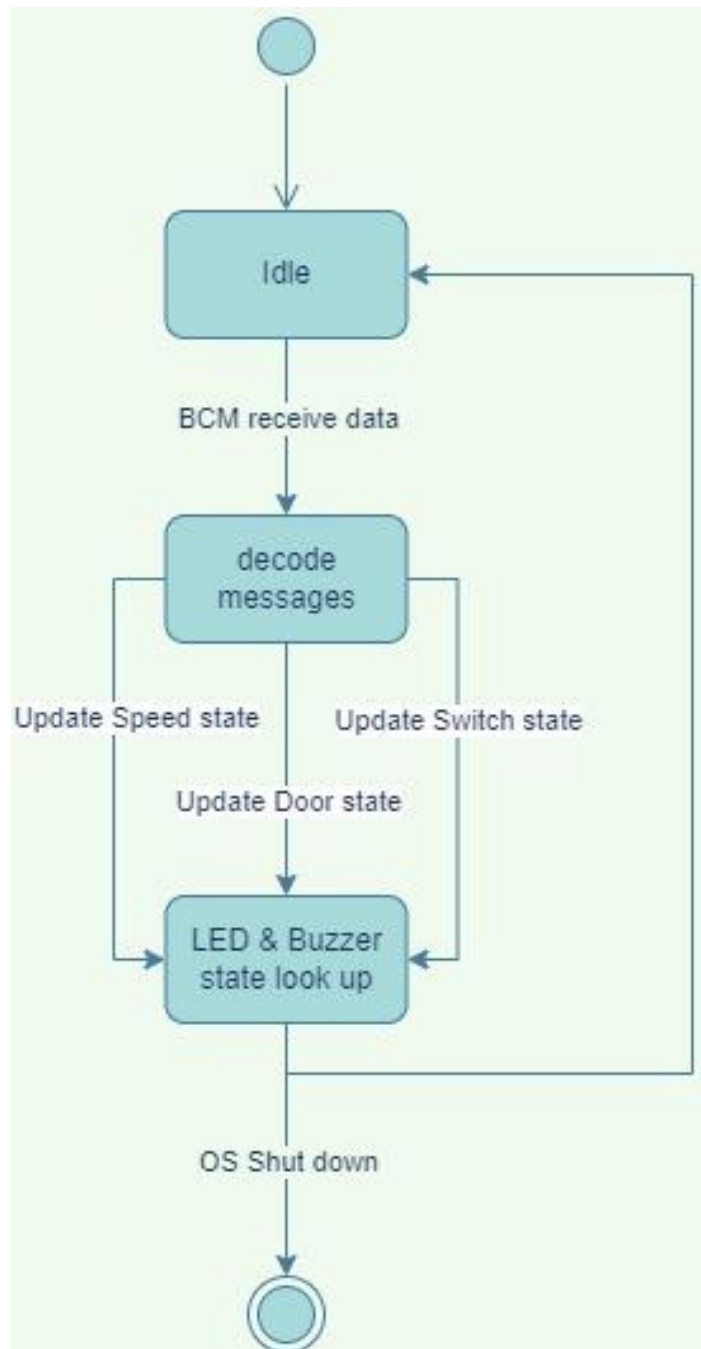 Idle
BCM receive data
decode
messages
Update Speed state
Update Switch state
Update Door state
LED & Buzzer
state look up
OS Shut down